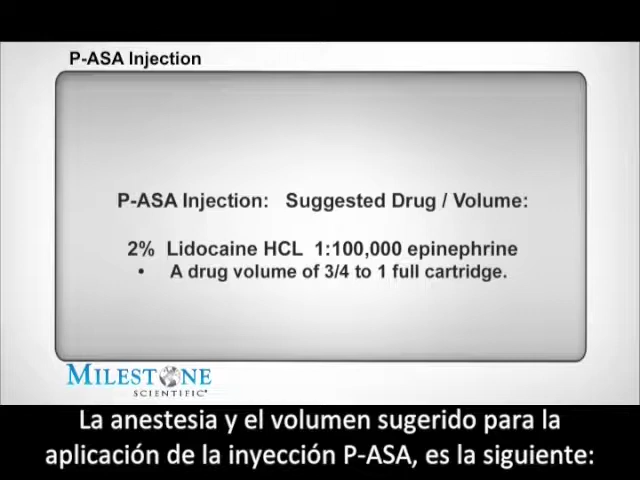 P-ASA Injection
P-ASA Injection: Suggested Drug / Volume:
2% Lidocaine HCL 1:100,000 epinephrine
• A drug volume of 3/4 to 1 full cartridge.
MILESTONE
SCIENTIFIC
La anestesia y el volumen sugerido para la
aplicación de la inyección P-ASA, es la siguiente: